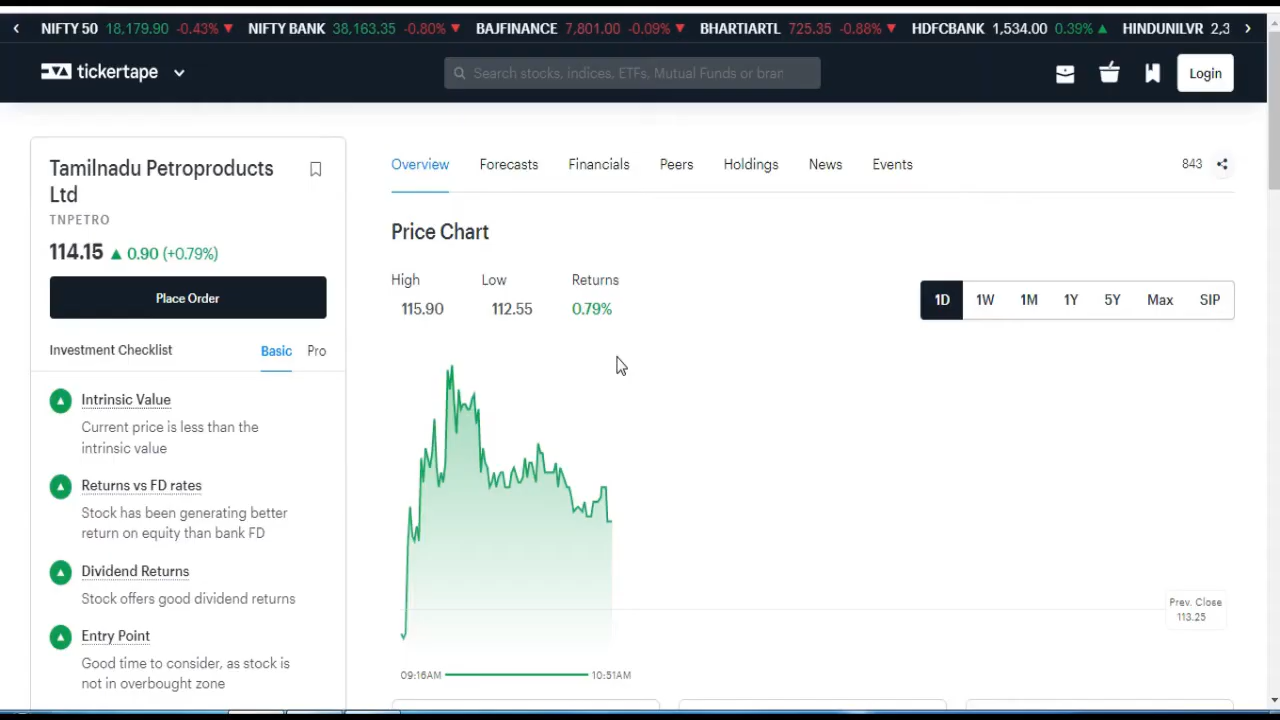 NIFTY 50 18,179.90 -0.43% NIFTY BANK 38,163.35 -0.80% BAJFINANCE 7,801.00 -0.09% BHARTIARTL 725.35 -0.88% HDFCBANK 1,534.00 0.39% HINDUNILVR 2,3
tickertape
Search stocks, indices, ETFs, Mutual Funds or bran
Login
Tamilnadu Petroproducts
Ltd
TNPETRO
114.15 0.90 (+0.79%)
Place Order
Investment Checklist Basic Pro
Intrinsic Value
Current price is less than the
intrinsic value
Returns vs FD rates
Stock has been generating better
return on equity than bank FD
Dividend Returns
Stock offers good dividend returns
Entry Point
Good time to consider, as stock is
not in overbought zone
Overview Forecasts Financials Peers Holdings News Events 843
Price Chart
High Low Returns
115.90 112.55 0.79%
1D 1W 1M 1Y 5Y Max SIP
Prev. Close
113.25
09:16AM 10:51AM